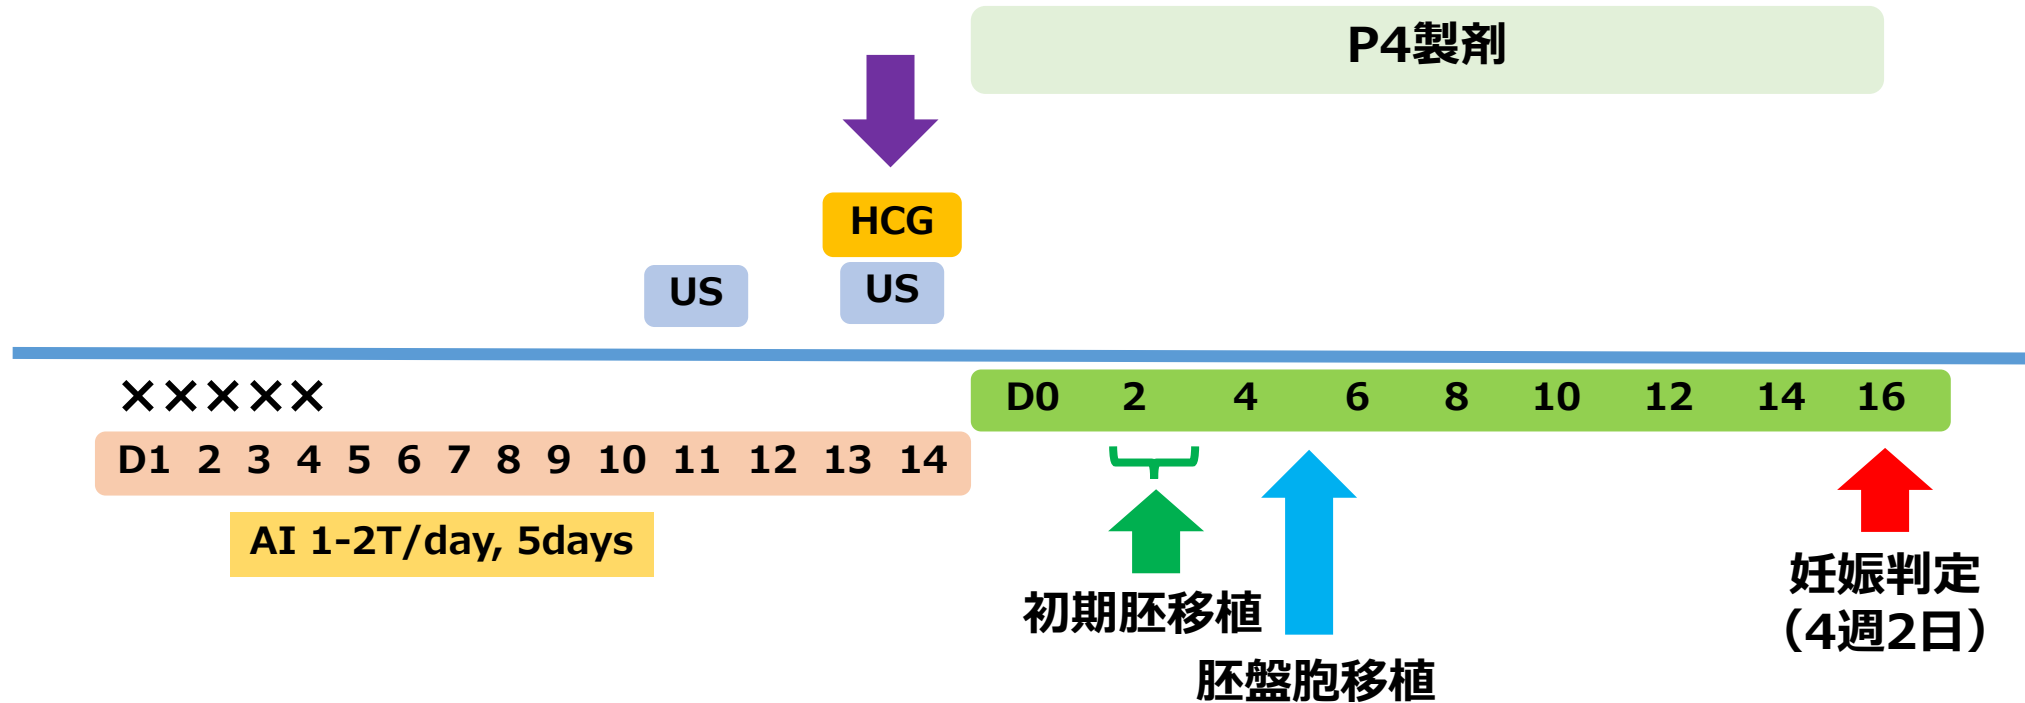 P4製剤
HCG
US
US
×××××
D0 2 4 6 8 10 12 14 16
D1 2 3 4 5 6 7 8 9 10 11 12 13 14
AI 1-2T/day, 5days
初期胚移植
胚盤胞移植
妊娠判定
（4週2日）